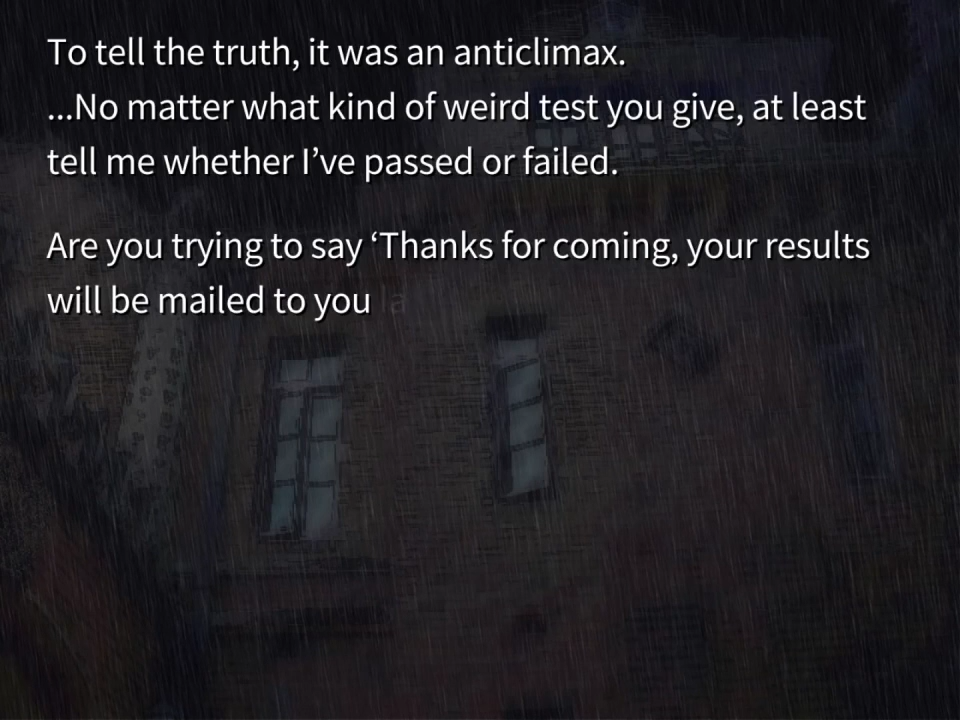 To tell the truth, it was an anticlimax.
...No matter what kind of weird test you give, at least
tell me whether I’ve passed or failed.
Are you trying to say ‘Thanks for coming, your results
will be mailed to you la